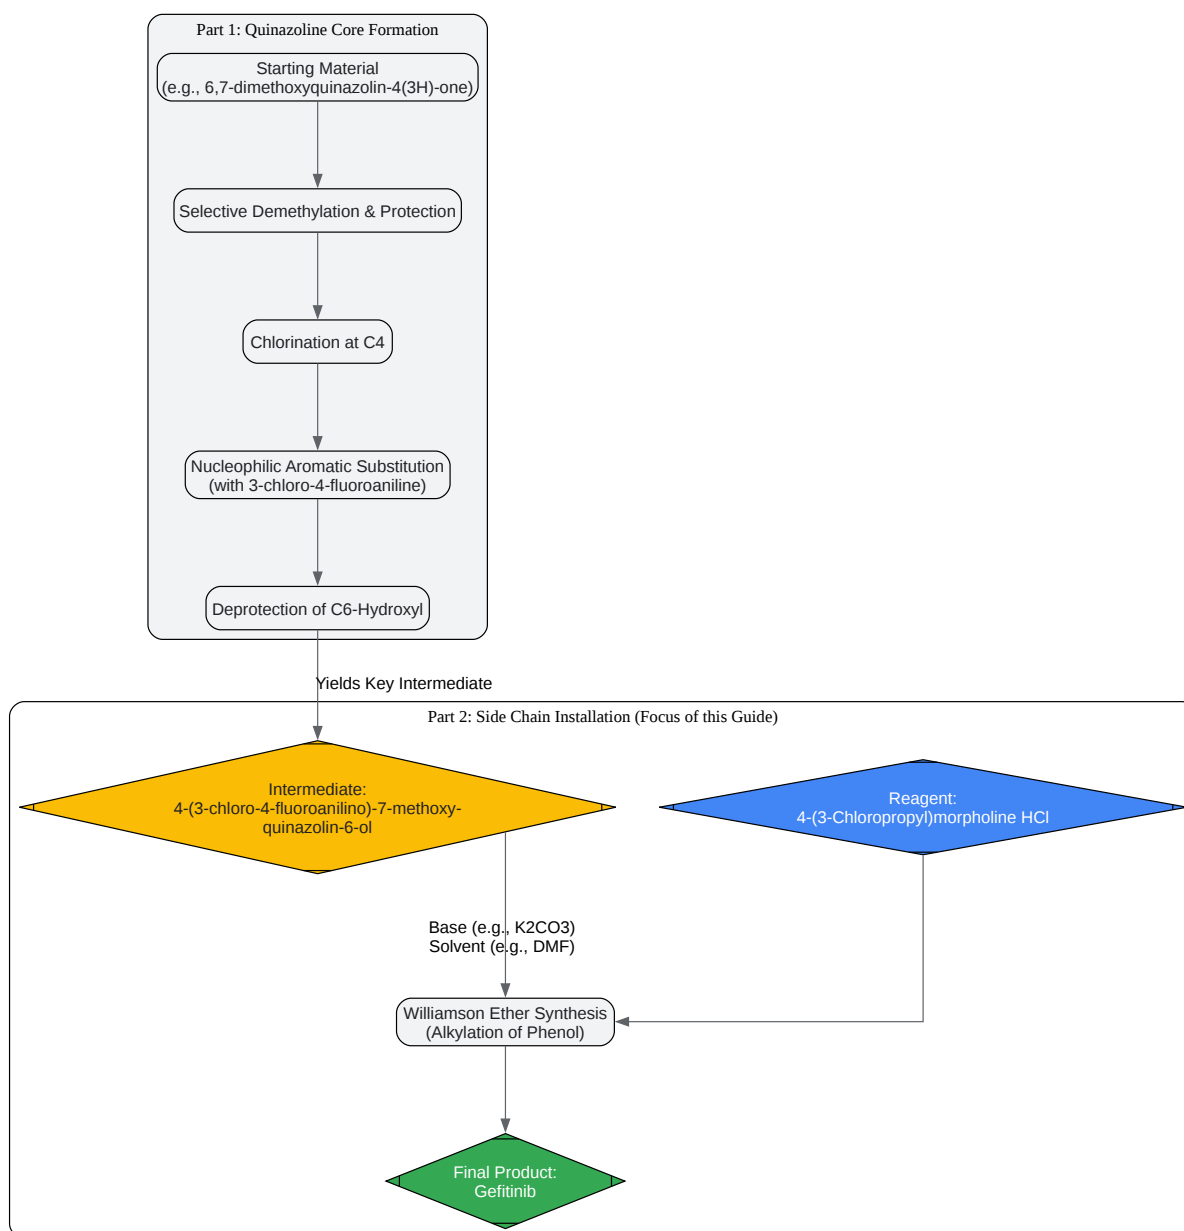 Part 1: Quinazoline Core Formation
Starting Material
(e.g., 6,7-dimethoxyquinazolin-4(3H)-one)
Selective Demethylation & Protection
Chlorination at C4
Nucleophilic Aromatic Substitution
(with 3-chloro-4-fluoroaniline)
Deprotection of C6-Hydroxyl
Yields Key Intermediate
Part 2: Side Chain Installation (Focus of this Guide)
Intermediate:
4-(3-chloro-4-fluoroanilino)-7-methoxy-
quinazolin-6-ol
Reagent:
4-(3-Chloropropyl)morpholine HCl
Base (e.g., K2CO3)
Solvent (e.g., DMF)
Williamson Ether Synthesis
(Alkylation of Phenol)
Final Product:
Gefitinib